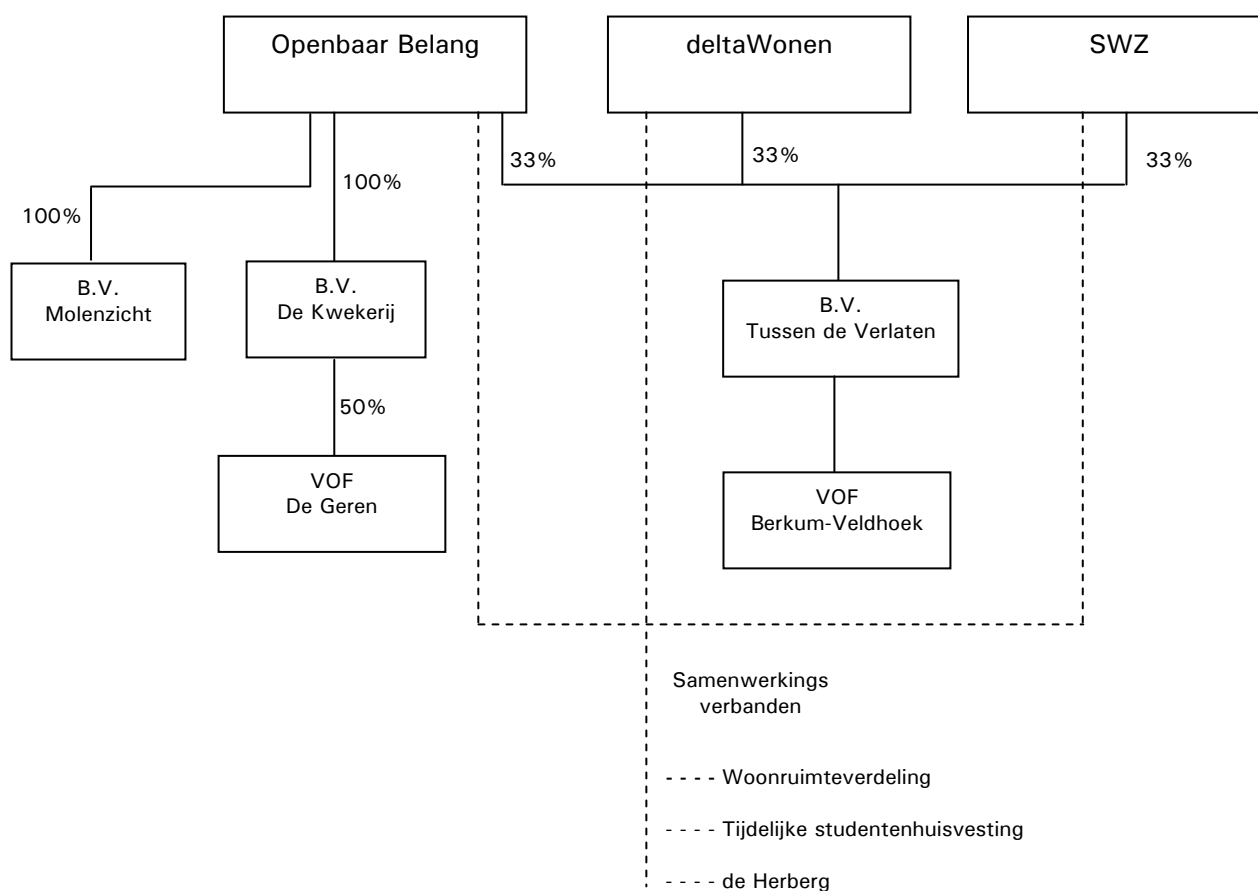 Openbaar Belang
deltaWonen
SWZ
33%
33%
33%
100%
100%
B.V.
Molenzicht
B.V.
De Kwekerij
B.V.
Tussen de Verlaten
50%
VOF
De Geren
VOF
Berkum-Veldhoek
Samenwerkings
verbanden
- - - - Woonruimteverdeling
- - - - Tijdelijke studentenhuisvesting
- - - - de Herberg